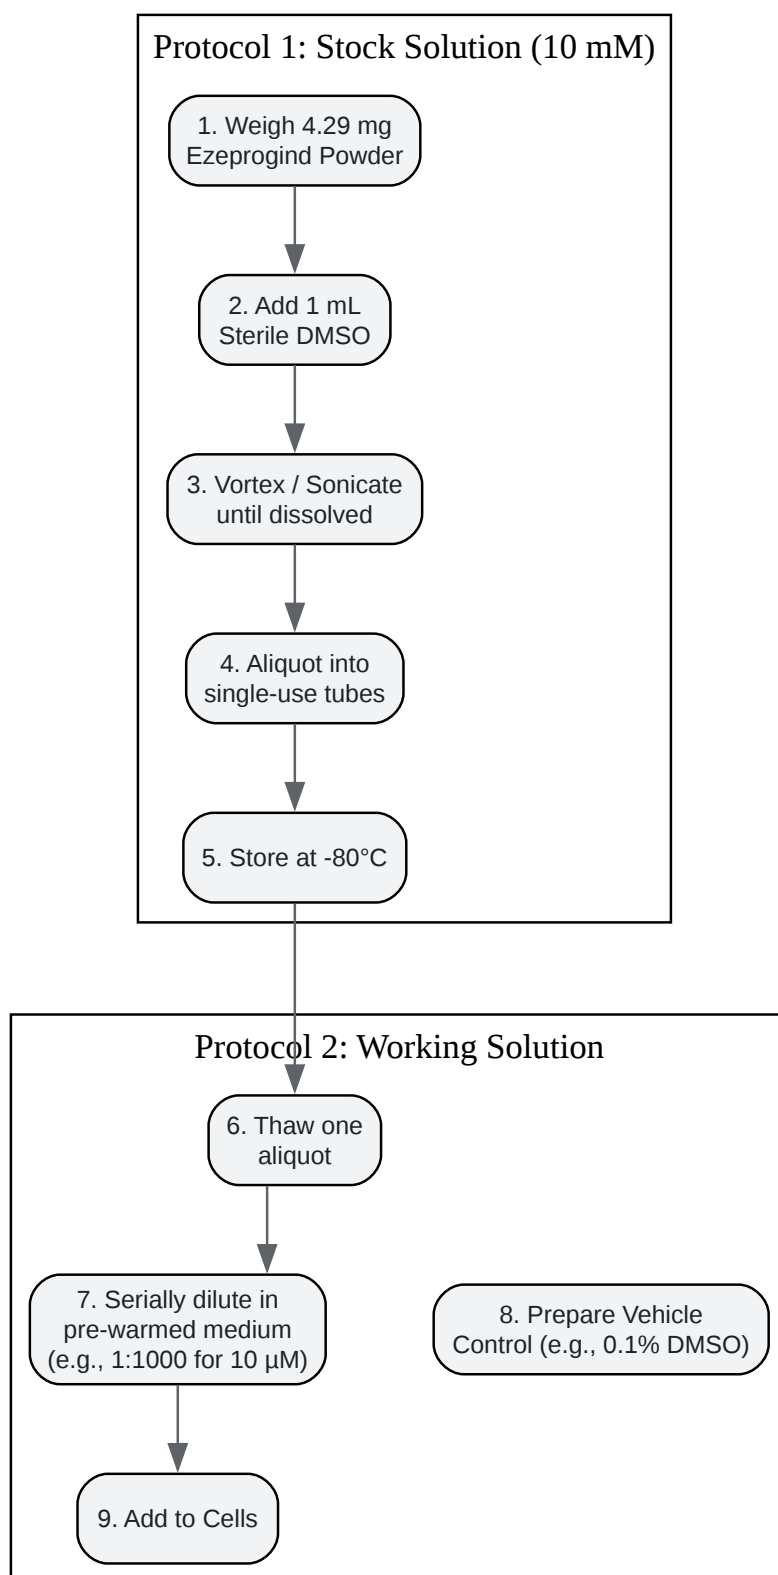 Protocol 1: Stock Solution (10 mM)
1. Weigh 4.29 mg
Ezeprogind Powder
2. Add 1 mL
Sterile DMSO
3. Vortex / Sonicate
until dissolved
4. Aliquot into
single-use tubes
5. Store at -80°C
Protocol 2: Working Solution
6. Thaw one
aliquot
7. Serially dilute in
pre-warmed medium
(e.g., 1:1000 for 10 µM)
8. Prepare Vehicle
Control (e.g., 0.1% DMSO)
9. Add to Cells